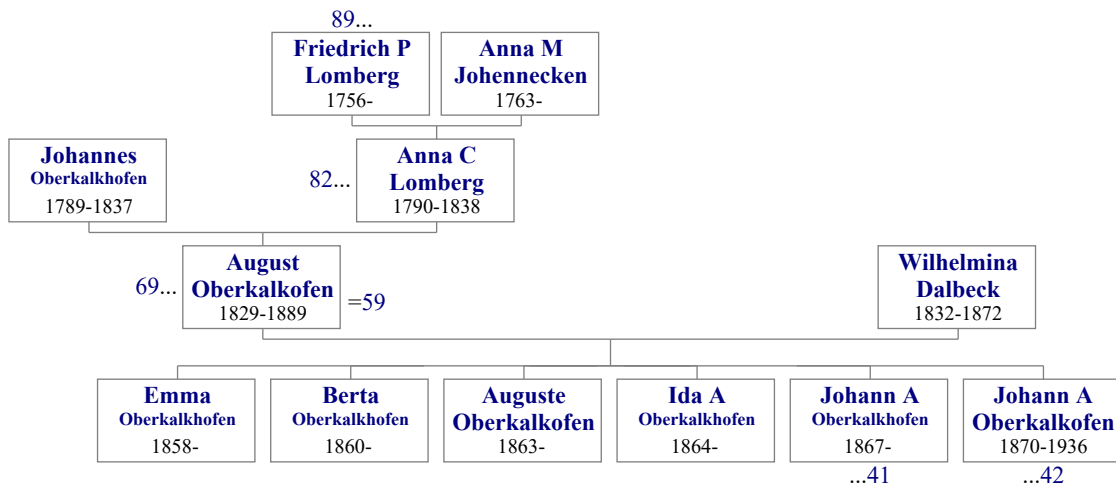 89...
Friedrich P
Lomberg
1756-
Anna M
Johennecken
1763-
Johannes
Oberkalkhofen
1789-1837
82...
Anna C
Lomberg
1790-1838
69...
August
Oberkalkofen
1829-1889
=59
Wilhelmina
Dalbeck
1832-1872
Emma
Oberkalkhofen
1858-
Berta
Oberkalkhofen
1860-
Auguste
Oberkalkofen
1863-
Ida A
Oberkalkhofen
1864-
Johann A
Oberkalkhofen
1867-
...41
Johann A
Oberkalkofen
1870-1936
...42